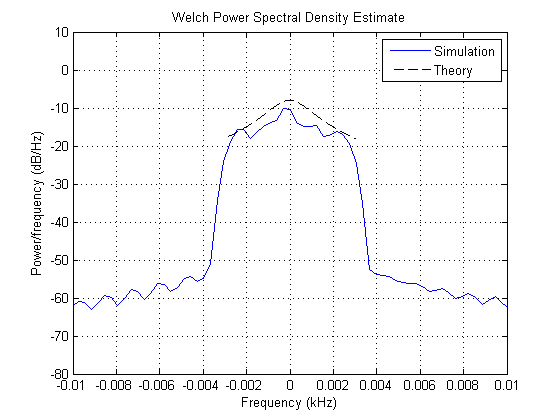 Welch Power Spectral Density Estimate
Power/frequency (dB/Hz)
10
0
-10
-20
-30
-40
-50
-60
-70
-80
Simulation
Theory
-0.01 -0.008 -0.006 -0.004 -0.002 0 0.002 0.004 0.006 0.008 0.01
Frequency (kHz)